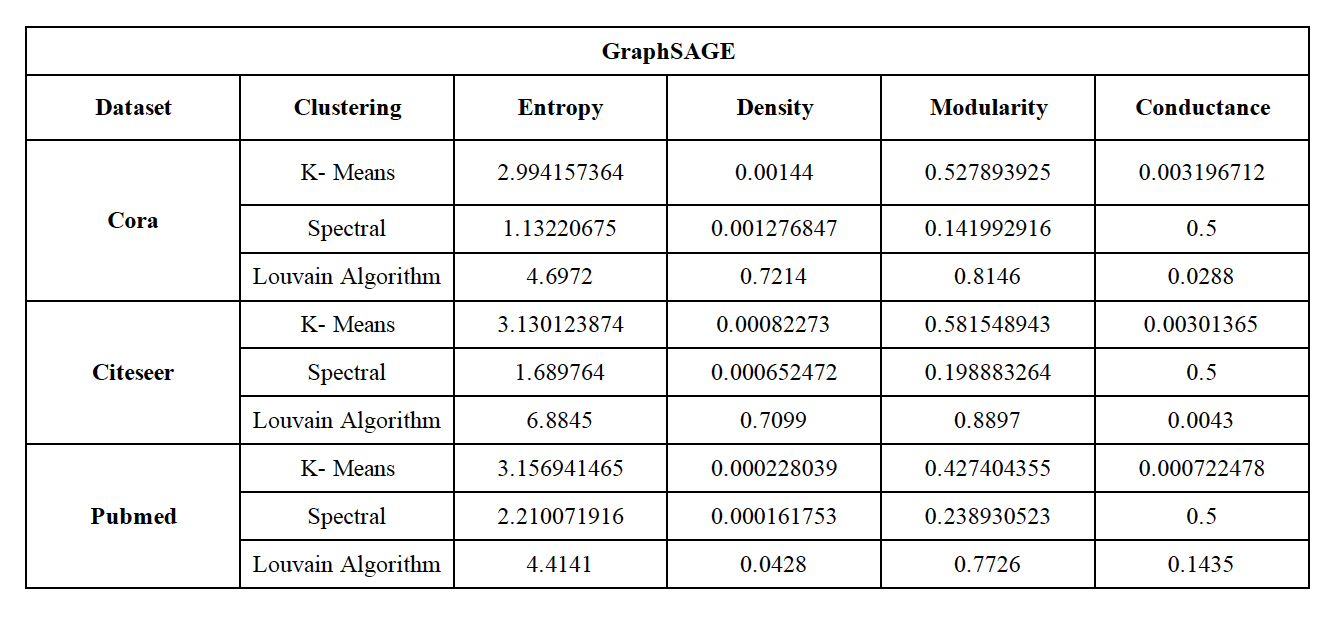 GraphSAGE
Dataset Clustering Entropy Density Modularity Conductance
Cora
K- Means 2.994157364 0.00144 0.527893925 0.003196712
Spectral 1.13220675 0.001276847 0.141992916 0.5
Louvain Algorithm 4.6972 0.7214 0.8146 0.0288
Citeseer
K- Means 3.130123874 0.00082273 0.581548943 0.00301365
Spectral 1.689764 0.000652472 0.198883264 0.5
Louvain Algorithm 6.8845 0.7099 0.8897 0.0043
Pubmed
K- Means 3.156941465 0.000228039 0.427404355 0.000722478
Spectral 2.210071916 0.000161753 0.238930523 0.5
Louvain Algorithm 4.4141 0.0428 0.7726 0.1435